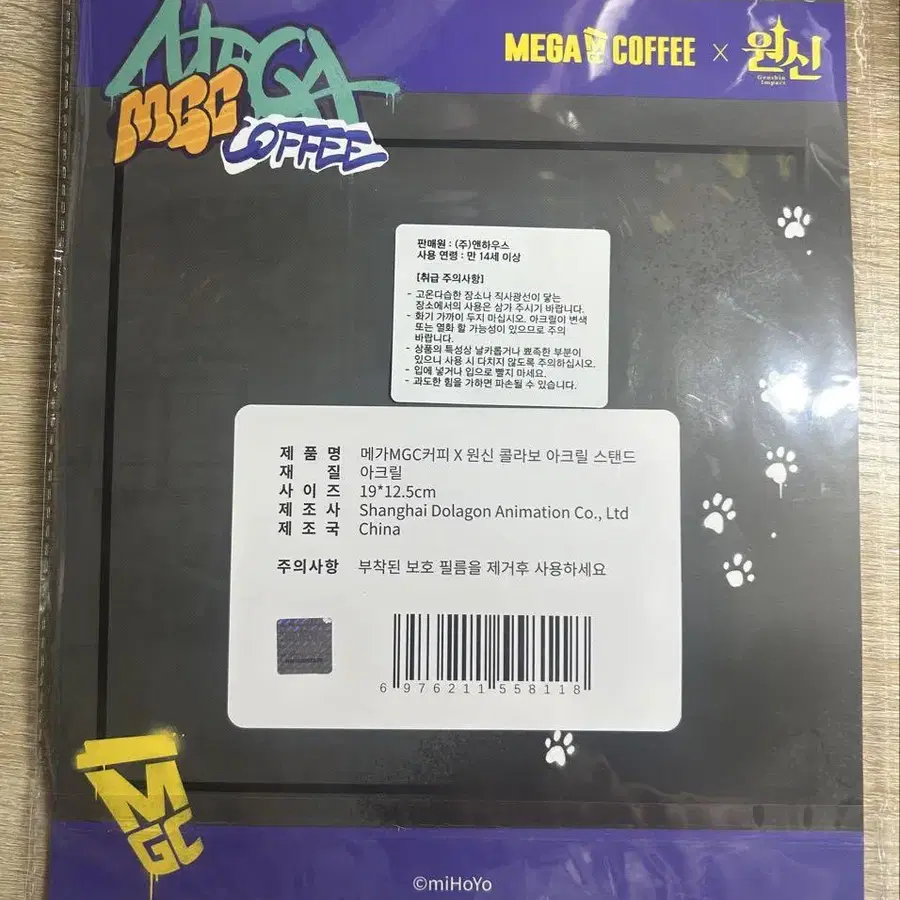 MEGA
MGC
COFFEE
MEGA MGC COFFEE × 원신
Genshin
Impact
판매원 : (주)앤하우스
사용 연령 : 만 14세 이상
[취급 주의사항]
- 고온다습한 장소나 직사광선이 닿는
장소에서의 사용은 삼가 주시기 바랍니다.
- 화기 가까이 두지 마십시오. 아크릴이 변색
또는 열화 할 가능성이 있으므로 주의
바랍니다.
- 상품의 특성상 날카롭거나 뾰족한 부분이
있으니 사용 시 다치지 않도록 주의하십시오.
- 입에 넣거나 입으로 빨지 마세요.
- 과도한 힘을 가하면 파손될 수 있습니다.
제 품 명 메가MGC커피 X 원신 콜라보 아크릴 스탠드
재 질 아크릴
사 이 즈 19*12.5cm
제 조 사 Shanghai Dolagon Animation Co., Ltd
제 조 국 China
주의사항 부착된 보호 필름을 제거후 사용하세요
6 976211 558118
M
GC
©miHoYo